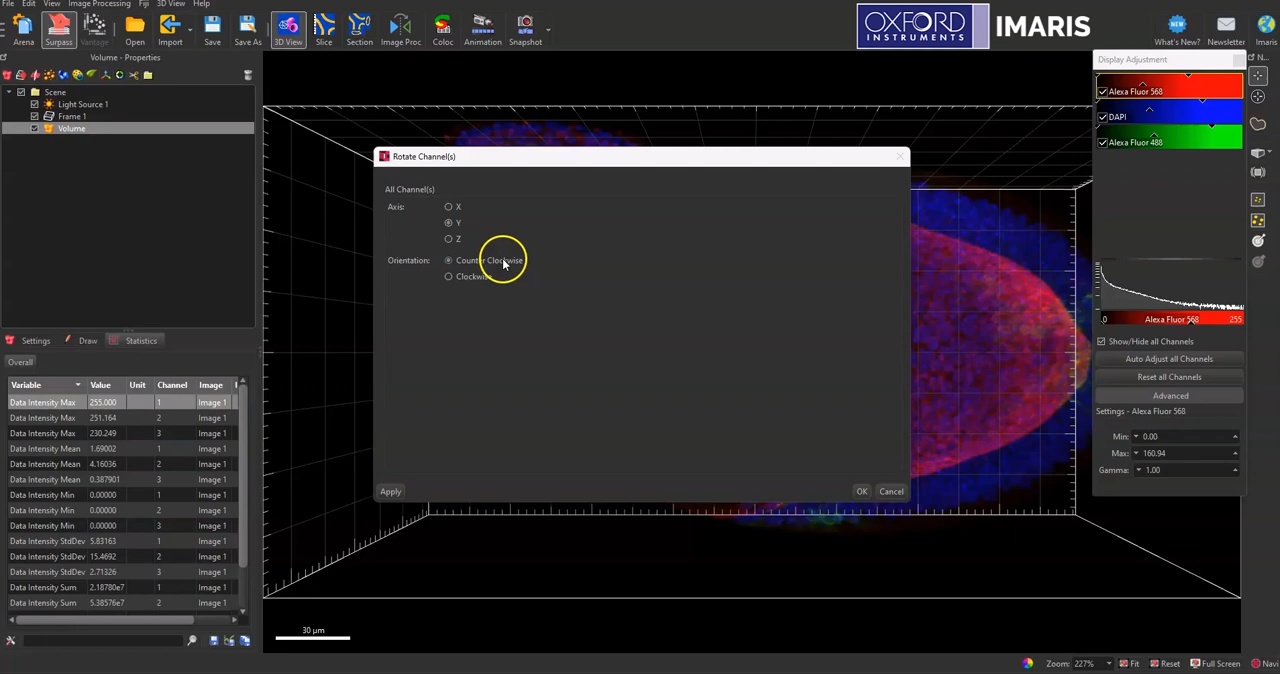 File Edit View Image Processing Fiji 3D View Help
Arena Surpass Vantage Open Import Save Save As 3D View Slice Section Image Proc Coloc Animation Snapshot
OXFORD INSTRUMENTS IMARIS
What's New? Newsletter Imaris
Volume - Properties
Scene
Light Source 1
Frame 1
Volume
Display Adjustment
Alexa Fluor 568
DAPI
Alexa Fluor 488
Rotate Channel(s)
All Channel(s)
Axis: X
Y
Z
Orientation: Counter Clockwise
Clockwise
Apply OK Cancel
0 Alexa Fluor 568 255
Show/Hide all Channels
Auto Adjust all Channels
Reset all Channels
Advanced
Settings - Alexa Fluor 568
Min: 0.00
Max: 160.94
Gamma: 1.00
Settings Draw Statistics
Overall
Variable Value Unit Channel Image
Data Intensity Max 255.000 1 Image 1
Data Intensity Max 251.164 2 Image 1
Data Intensity Max 230.249 3 Image 1
Data Intensity Mean 1.69002 1 Image 1
Data Intensity Mean 4.16036 2 Image 1
Data Intensity Mean 0.387901 3 Image 1
Data Intensity Min 0.00000 1 Image 1
Data Intensity Min 0.00000 2 Image 1
Data Intensity Min 0.00000 3 Image 1
Data Intensity StdDev 5.83163 1 Image 1
Data Intensity StdDev 15.4692 2 Image 1
Data Intensity StdDev 2.71326 3 Image 1
Data Intensity Sum 2.18780e7 1 Image 1
Data Intensity Sum 5.38576e7 2 Image 1
30 µm
Zoom: 227% Fit Reset Full Screen Navi